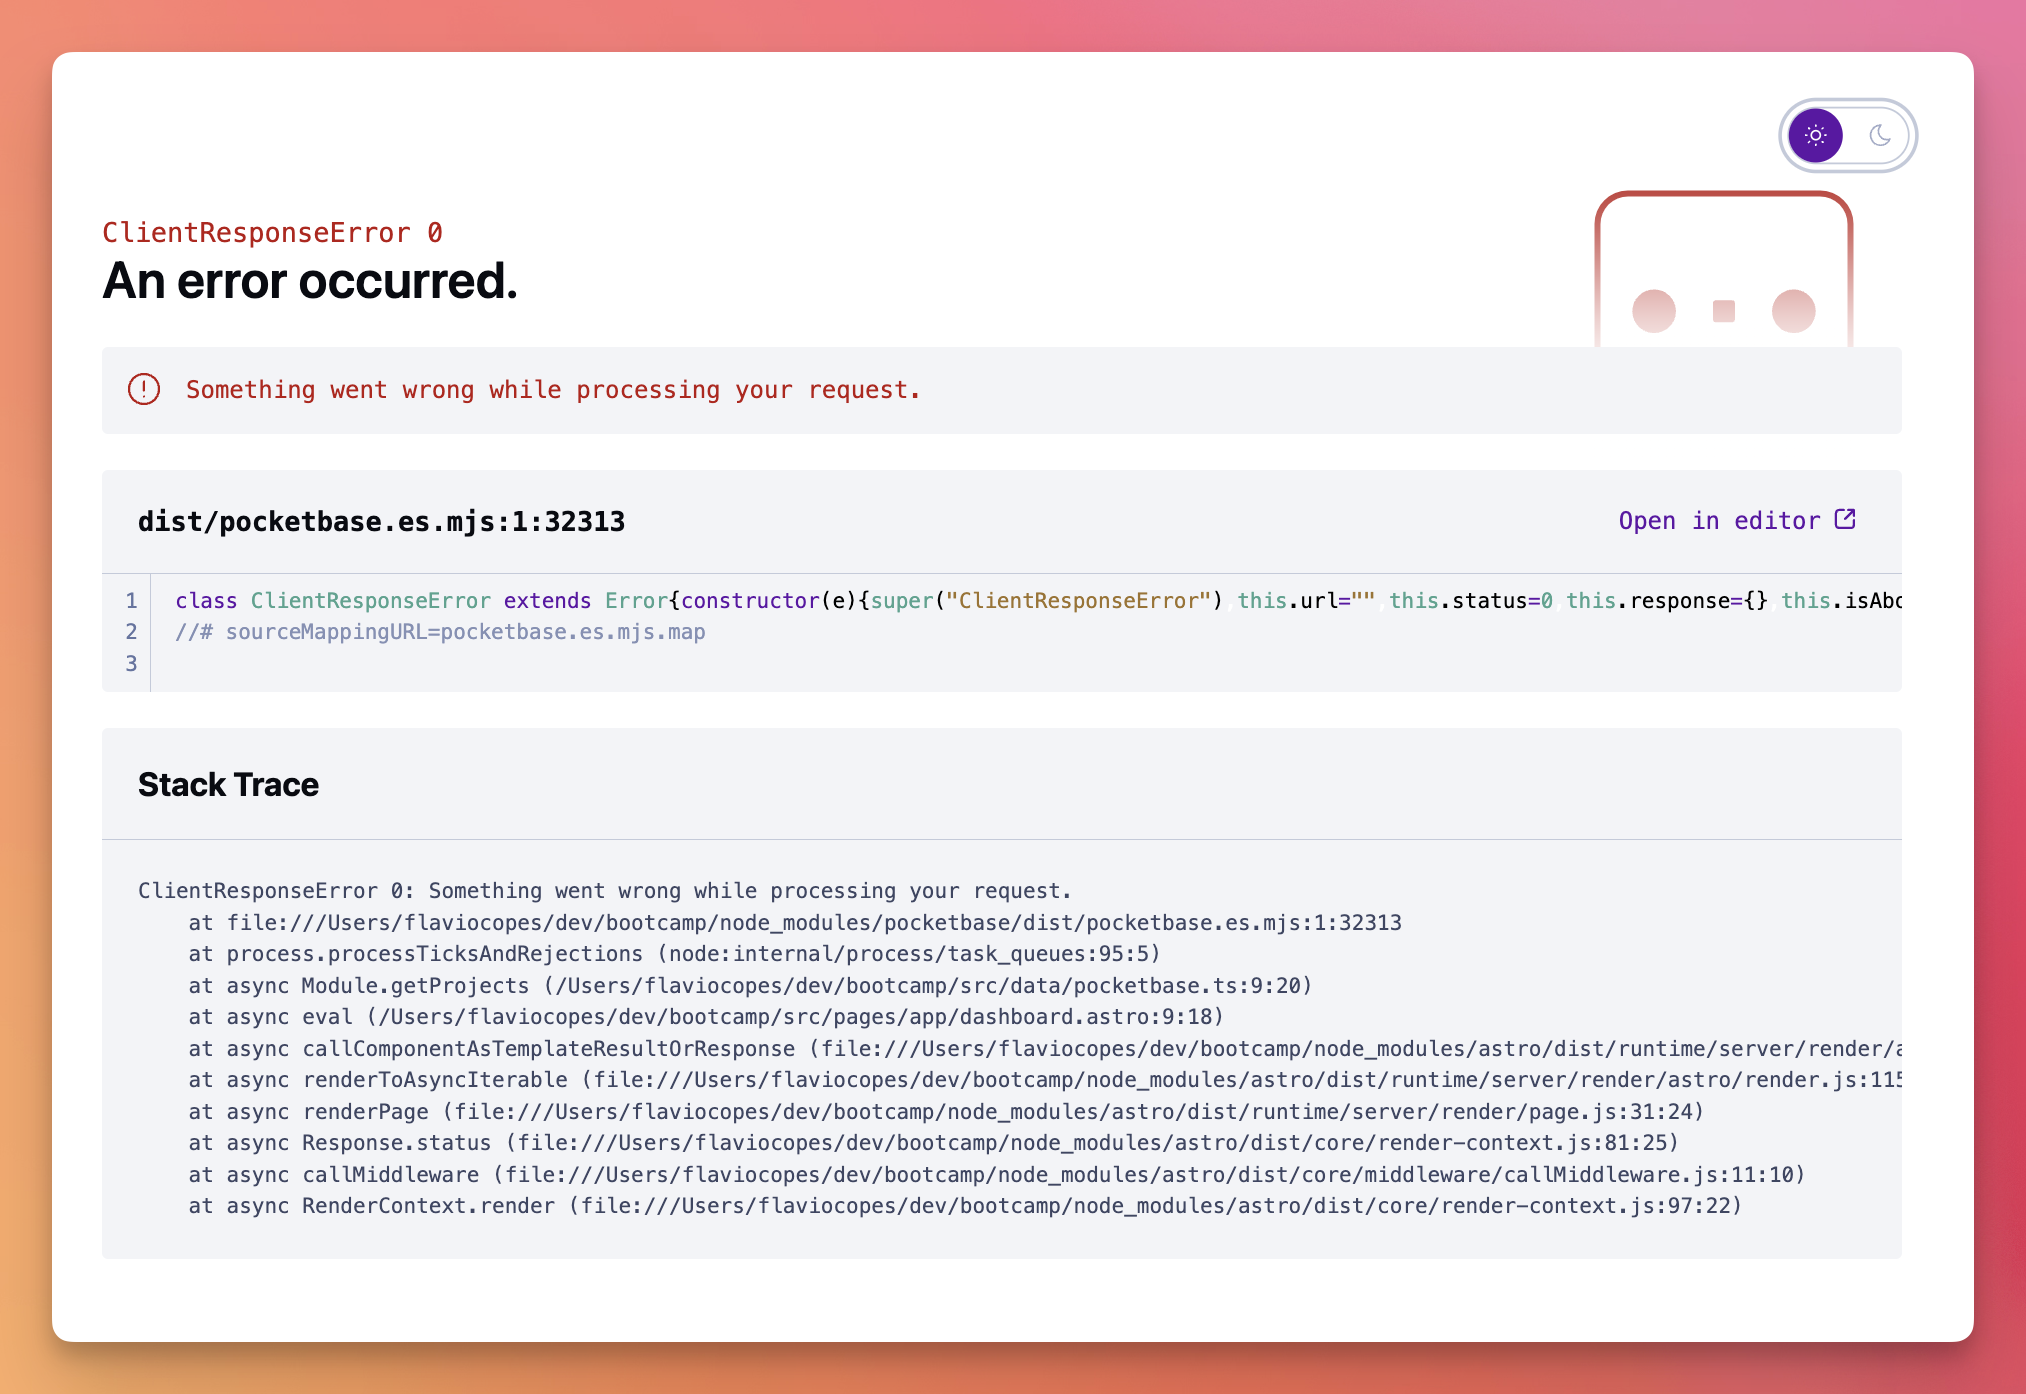 ClientResponseError 0
An error occurred.
Something went wrong while processing your request.
dist/pocketbase.es.mjs:1:32313
Open in editor
1 class ClientResponseError extends Error{constructor(e){super("ClientResponseError"),this.url="",this.status=0,this.response={},this.isAbo
2 //# sourceMappingURL=pocketbase.es.mjs.map
3
Stack Trace
ClientResponseError 0: Something went wrong while processing your request.
at file:///Users/flaviocopes/dev/bootcamp/node_modules/pocketbase/dist/pocketbase.es.mjs:1:32313
at process.processTicksAndRejections (node:internal/process/task_queues:95:5)
at async Module.getProjects (/Users/flaviocopes/dev/bootcamp/src/data/pocketbase.ts:9:20)
at async eval (/Users/flaviocopes/dev/bootcamp/src/pages/app/dashboard.astro:9:18)
at async callComponentAsTemplateResultOrResponse (file:///Users/flaviocopes/dev/bootcamp/node_modules/astro/dist/runtime/server/render/a
at async renderToAsyncIterable (file:///Users/flaviocopes/dev/bootcamp/node_modules/astro/dist/runtime/server/render/astro/render.js:115
at async renderPage (file:///Users/flaviocopes/dev/bootcamp/node_modules/astro/dist/runtime/server/render/page.js:31:24)
at async Response.status (file:///Users/flaviocopes/dev/bootcamp/node_modules/astro/dist/core/render-context.js:81:25)
at async callMiddleware (file:///Users/flaviocopes/dev/bootcamp/node_modules/astro/dist/core/middleware/callMiddleware.js:11:10)
at async RenderContext.render (file:///Users/flaviocopes/dev/bootcamp/node_modules/astro/dist/core/render-context.js:97:22)